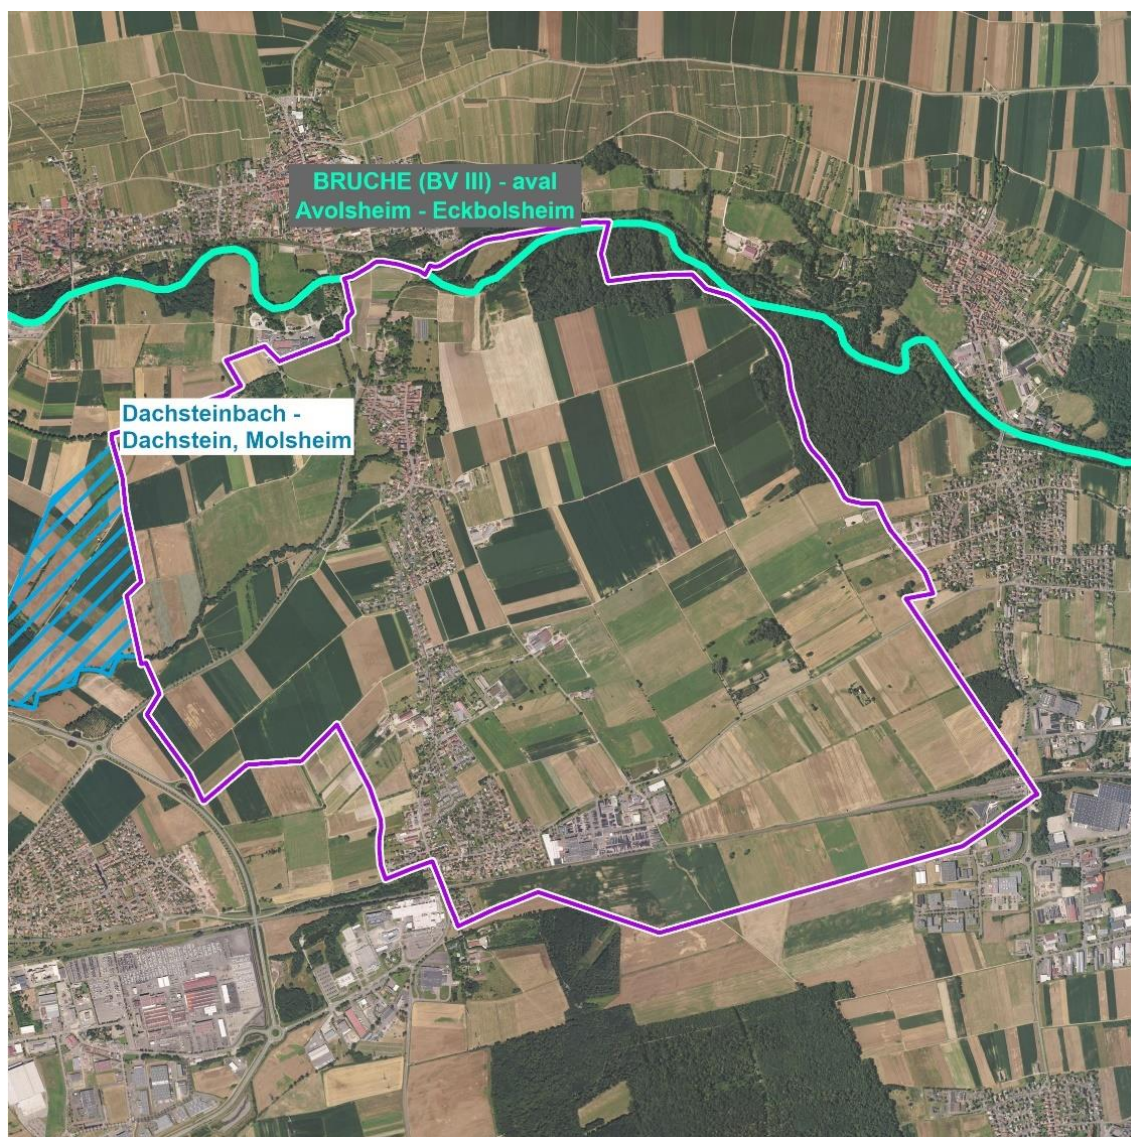 BRUCHE (BV III) - aval
Avolsheim - Eckbolsheim
Dachsteinbach -
Dachstein, Molsheim